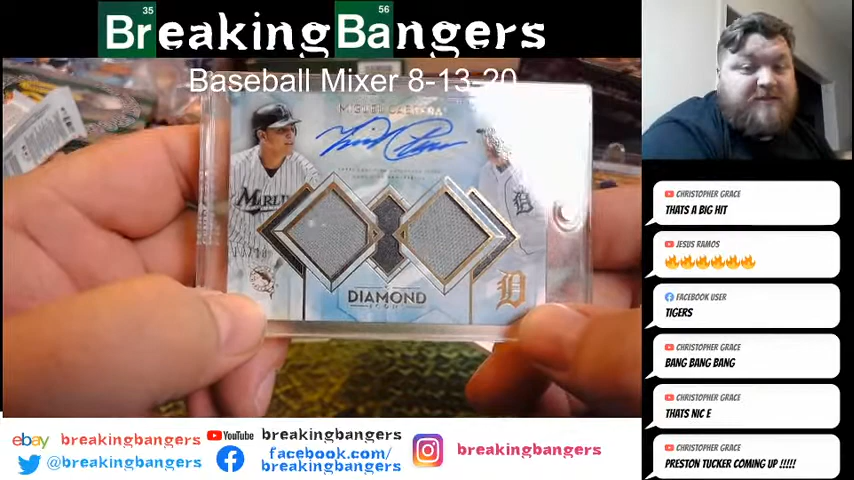 35
56
BreakingBangers
Baseball Mixer 8-13-20
MARLI
D
D
DIAMOND
CHRISTOPHER GRACE
THATS A BIG HIT
JESUS RAMOS
🔥🔥🔥🔥🔥🔥
FACEBOOK USER
TIGERS
CHRISTOPHER GRACE
BANG BANG BANG
CHRISTOPHER GRACE
THATS NIC E
CHRISTOPHER GRACE
PRESTON TUCKER COMING UP !!!!!
ebay breakingbangers
YouTube breakingbangers
@breakingbangers
facebook.com/
breakingbangers
breakingbangers